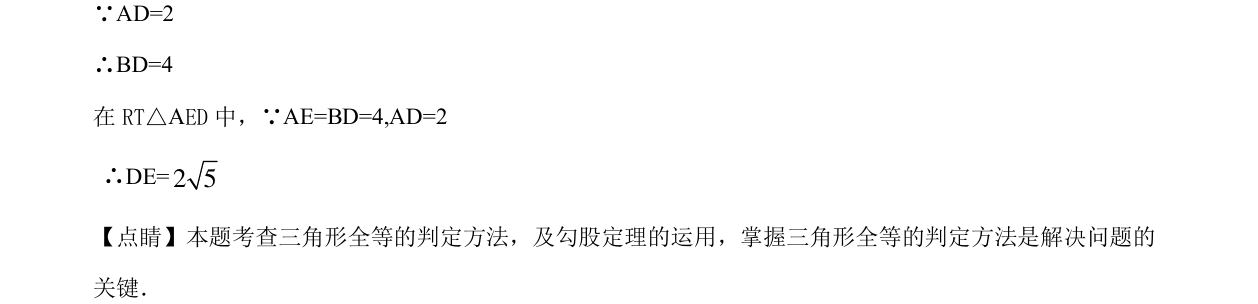 ∵AD=2
∴BD=4
在 RT△AED 中，∵AE=BD=4,AD=2
∴DE=2√5
【点睛】本题考查三角形全等的判定方法，及勾股定理的运用，掌握三角形全等的判定方法是解决问题的
关键．